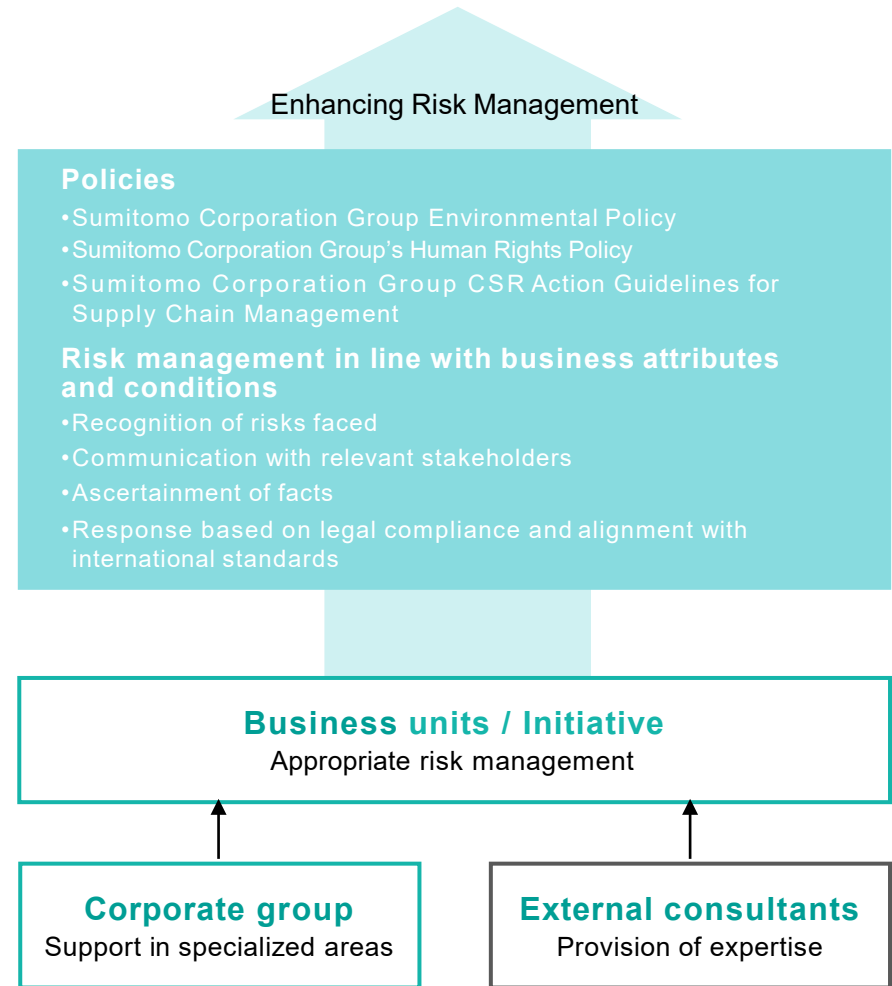 Enhancing Risk Management
Policies
•Sumitomo Corporation Group Environmental Policy
•Sumitomo Corporation Group's Human Rights Policy
•Sumitomo Corporation Group CSR Action Guidelines for
Supply Chain Management
Risk management in line with business attributes
and conditions
•Recognition of risks faced
•Communication with relevant stakeholders
•Ascertainment of facts
•Response based on legal compliance and alignment with
international standards
Business units / Initiative
Appropriate risk management
Corporate group
Support in specialized areas
External consultants
Provision of expertise